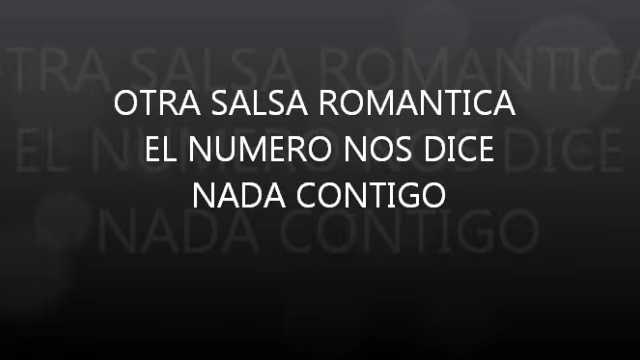 OTRA SALSA ROMANTICA
EL NUMERO NOS DICE
NADA CONTIGO